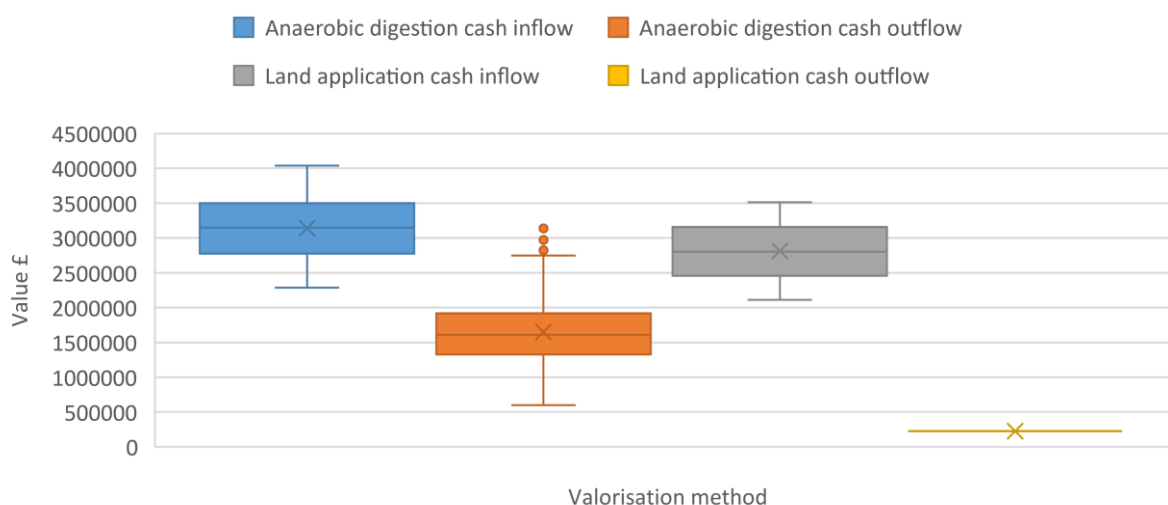 Anaerobic digestion cash inflow
Anaerobic digestion cash outflow
Land application cash inflow
Land application cash outflow
Value £
4500000
4000000
3500000
3000000
2500000
2000000
1500000
1000000
500000
0
Valorisation method